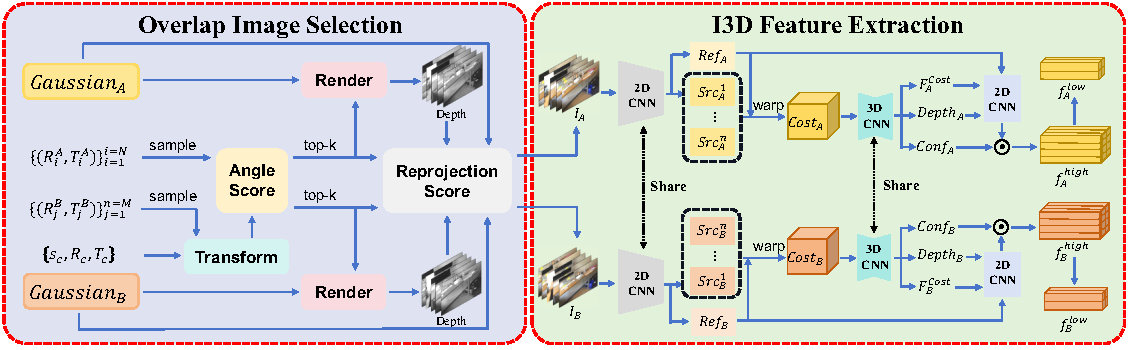 Overlap Image Selection
Gaussian_A
Render
Depth
{(R_i^A, T_i^A)}_{i=1}^{i=N}
sample
Angle
Score
top-k
Reprojection
Score
{(R_j^B, T_j^B)}_{j=1}^{n=M}
sample
top-k
{s_c, R_c, T_c}
Transform
Gaussian_B
Render
Depth
I3D Feature Extraction
I_A
2D
CNN
Ref_A
Src_A^1
...
Src_A^n
warp
Cost_A
3D
CNN
F_A^{Cost}
Depth_A
Conf_A
2D
CNN
f_A^{low}
f_A^{high}
Share
Share
I_B
2D
CNN
Src_B^n
...
Src_B^1
Ref_B
warp
Cost_B
3D
CNN
Conf_B
Depth_B
F_B^{Cost}
2D
CNN
f_B^{high}
f_B^{low}